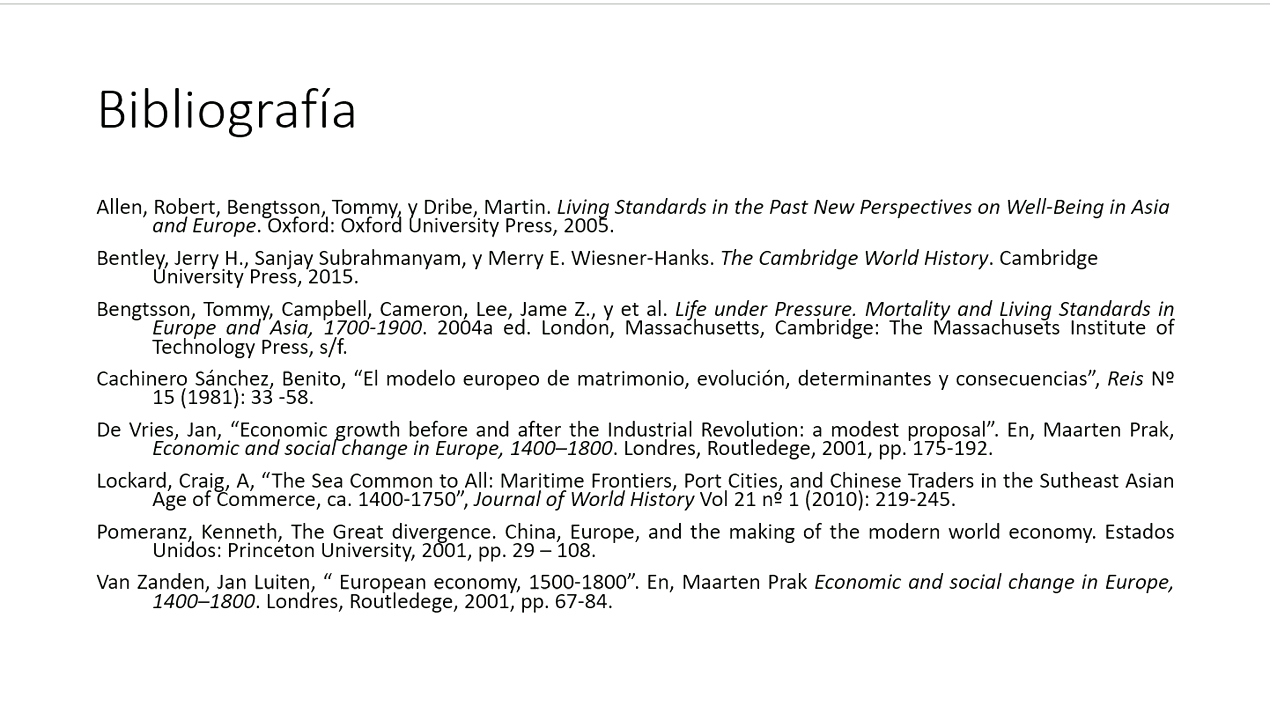 Bibliografía
Allen, Robert, Bengtsson, Tommy, y Dribe, Martin. Living Standards in the Past New Perspectives on Well-Being in Asia
and Europe. Oxford: Oxford University Press, 2005.
Bentley, Jerry H., Sanjay Subrahmanyam, y Merry E. Wiesner-Hanks. The Cambridge World History. Cambridge
University Press, 2015.
Bengtsson, Tommy, Campbell, Cameron, Lee, Jame Z., y et al. Life under Pressure. Mortality and Living Standards in
Europe and Asia, 1700-1900. 2004a ed. London, Massachusetts, Cambridge: The Massachusets Institute of
Technology Press, s/f.
Cachinero Sánchez, Benito, “El modelo europeo de matrimonio, evolución, determinantes y consecuencias”, Reis Nº
15 (1981): 33 -58.
De Vries, Jan, “Economic growth before and after the Industrial Revolution: a modest proposal”. En, Maarten Prak,
Economic and social change in Europe, 1400–1800. Londres, Routledege, 2001, pp. 175-192.
Lockard, Craig, A, “The Sea Common to All: Maritime Frontiers, Port Cities, and Chinese Traders in the Sutheast Asian
Age of Commerce, ca. 1400-1750”, Journal of World History Vol 21 nº 1 (2010): 219-245.
Pomeranz, Kenneth, The Great divergence. China, Europe, and the making of the modern world economy. Estados
Unidos: Princeton University, 2001, pp. 29 – 108.
Van Zanden, Jan Luiten, “ European economy, 1500-1800”. En, Maarten Prak Economic and social change in Europe,
1400–1800. Londres, Routledege, 2001, pp. 67-84.